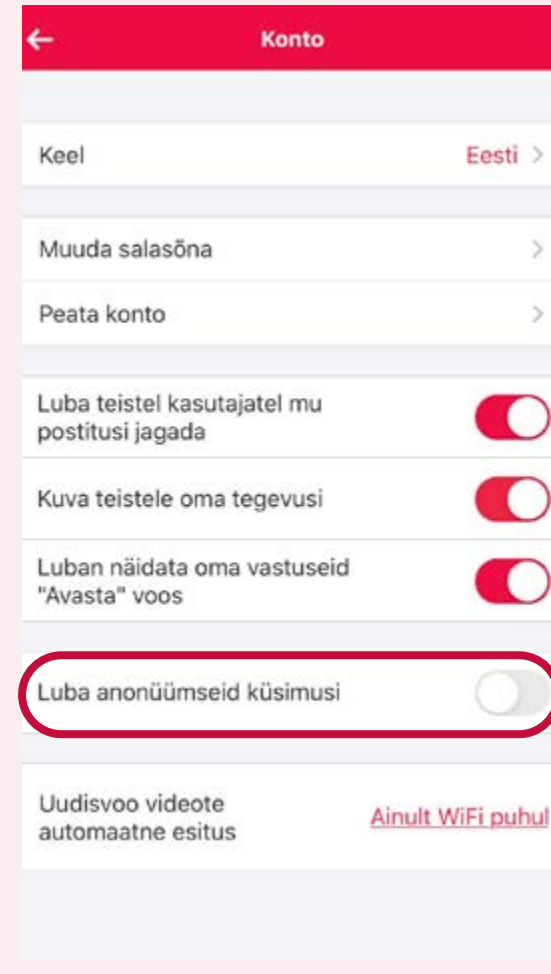 Konto
Keel Eesti
Muuda salasõna
Peata konto
Luba teistel kasutajatel mu
postitusi jagada
Kuva teistele oma tegevusi
Luban näidata oma vastuseid
"Avasta" voos
Luba anonüümseid küsimusi
Uudisvoo videote
automaatne esitus
Ainult WiFi puhul